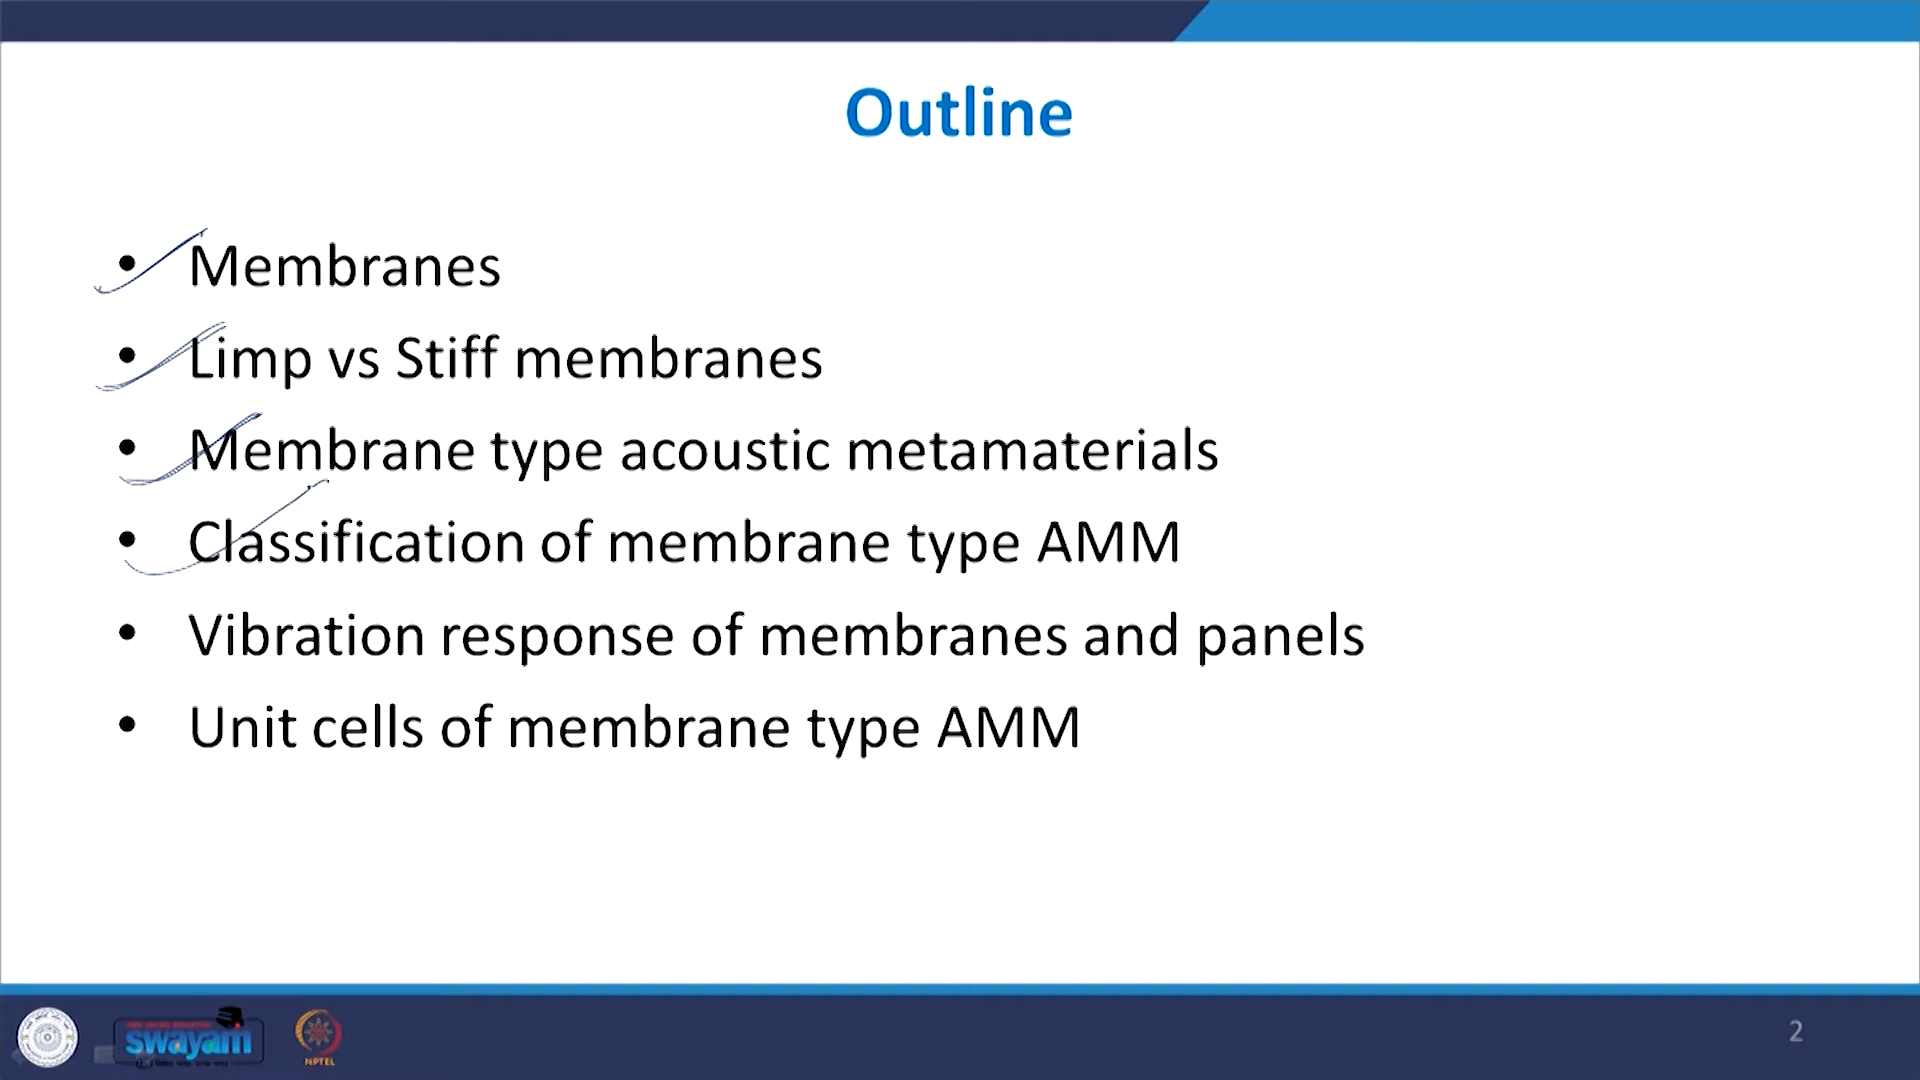 Outline
• Membranes
• Limp vs Stiff membranes
• Membrane type acoustic metamaterials
• Classification of membrane type AMM
• Vibration response of membranes and panels
• Unit cells of membrane type AMM
swayam
NPTEL
2